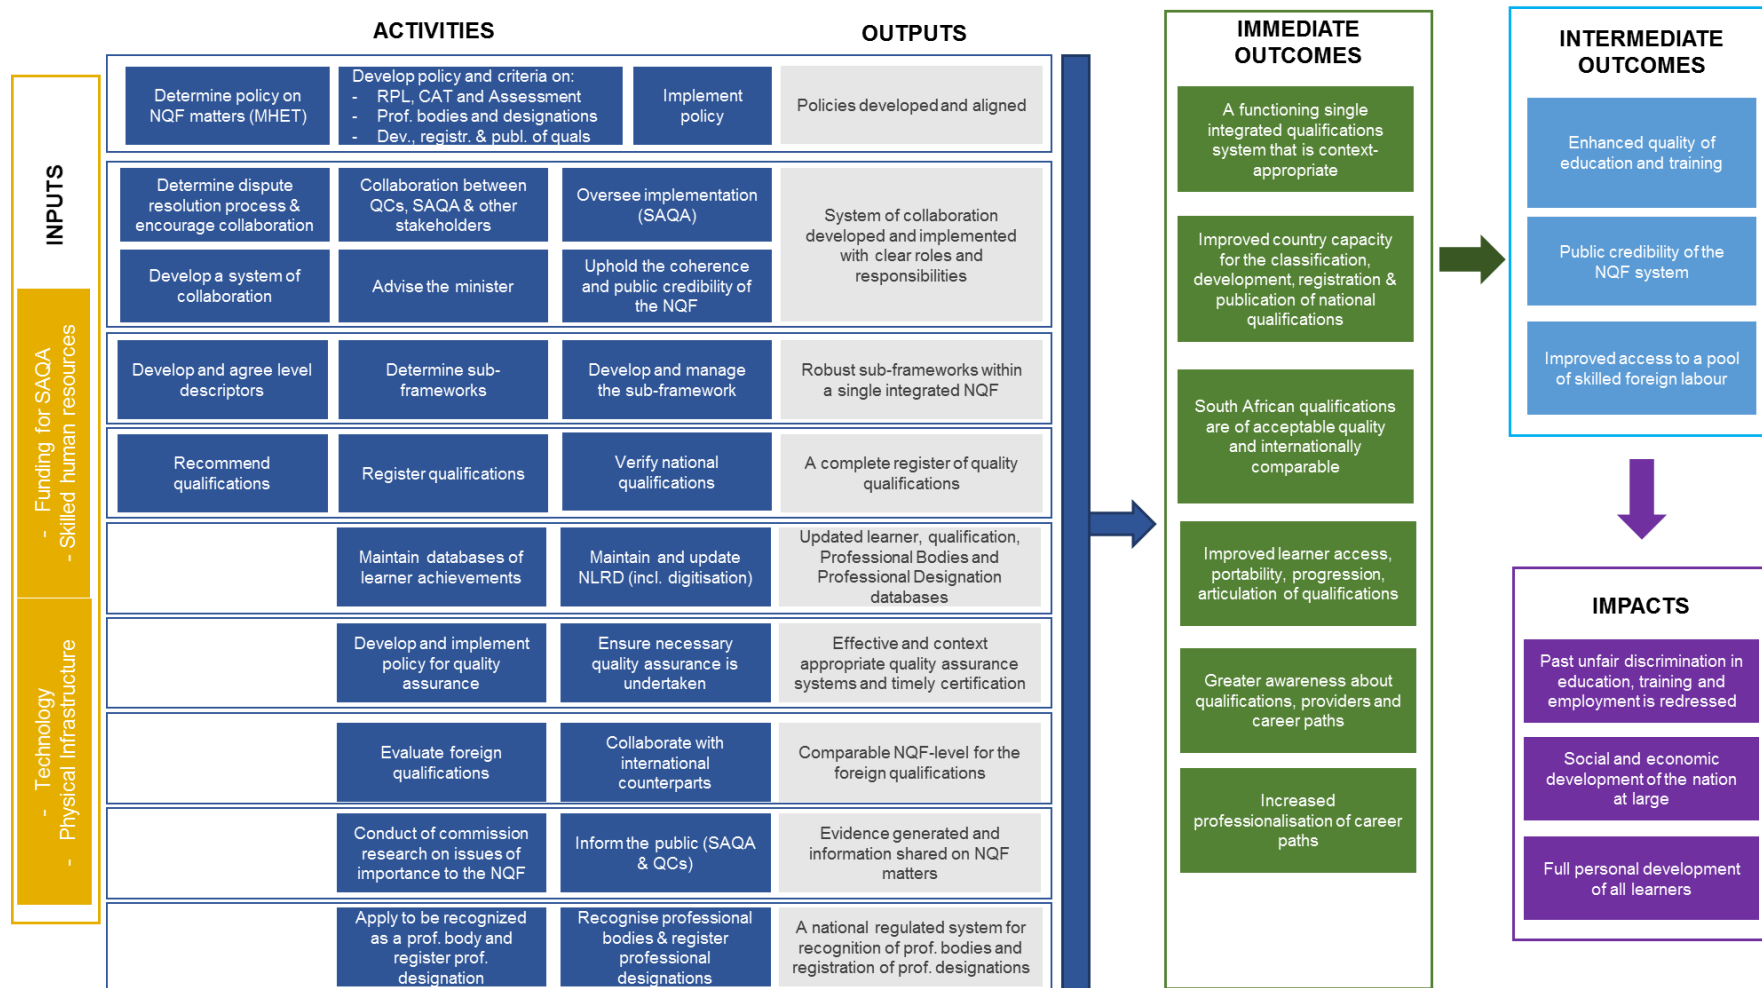 ACTIVITIES
OUTPUTS
IMMEDIATE
OUTCOMES
INTERMEDIATE
OUTCOMES
INPUTS
- Funding for SAQA
- Skilled human resources
- Technology
- Physical Infrastructure
Determine policy on
NQF matters (MHET)
Develop policy and criteria on:
- RPL, CAT and Assessment
- Prof. bodies and designations
- Dev., registr. & publ. of quals
Implement
policy
Policies developed and aligned
Determine dispute
resolution process &
encourage collaboration
Collaboration between
QCs, SAQA & other
stakeholders
Oversee implementation
(SAQA)
Develop a system of
collaboration
Advise the minister
Uphold the coherence
and public credibility of
the NQF
System of collaboration
developed and implemented
with clear roles and
responsibilities
Develop and agree level
descriptors
Determine sub-
frameworks
Develop and manage
the sub-framework
Robust sub-frameworks within
a single integrated NQF
Recommend
qualifications
Register qualifications
Verify national
qualifications
A complete register of quality
qualifications
Maintain databases of
learner achievements
Maintain and update
NLRD (incl. digitisation)
Updated learner, qualification,
Professional Bodies and
Professional Designation
databases
Develop and implement
policy for quality
assurance
Ensure necessary
quality assurance is
undertaken
Effective and context
appropriate quality assurance
systems and timely certification
Evaluate foreign
qualifications
Collaborate with
international
counterparts
Comparable NQF-level for the
foreign qualifications
Conduct of commission
research on issues of
importance to the NQF
Inform the public (SAQA
& QCs)
Evidence generated and
information shared on NQF
matters
Apply to be recognized
as a prof. body and
register prof.
designation
Recognise professional
bodies & register
professional
designations
A national regulated system for
recognition of prof. bodies and
registration of prof. designations
A functioning single
integrated qualifications
system that is context-
appropriate
Improved country capacity
for the classification,
development, registration &
publication of national
qualifications
South African qualifications
are of acceptable quality
and internationally
comparable
Improved learner access,
portability, progression,
articulation of qualifications
Greater awareness about
qualifications, providers and
career paths
Increased
professionalisation of career
paths
Enhanced quality of
education and training
Public credibility of the
NQF system
Improved access to a pool
of skilled foreign labour
IMPACTS
Past unfair discrimination in
education, training and
employment is redressed
Social and economic
development of the nation
at large
Full personal development
of all learners